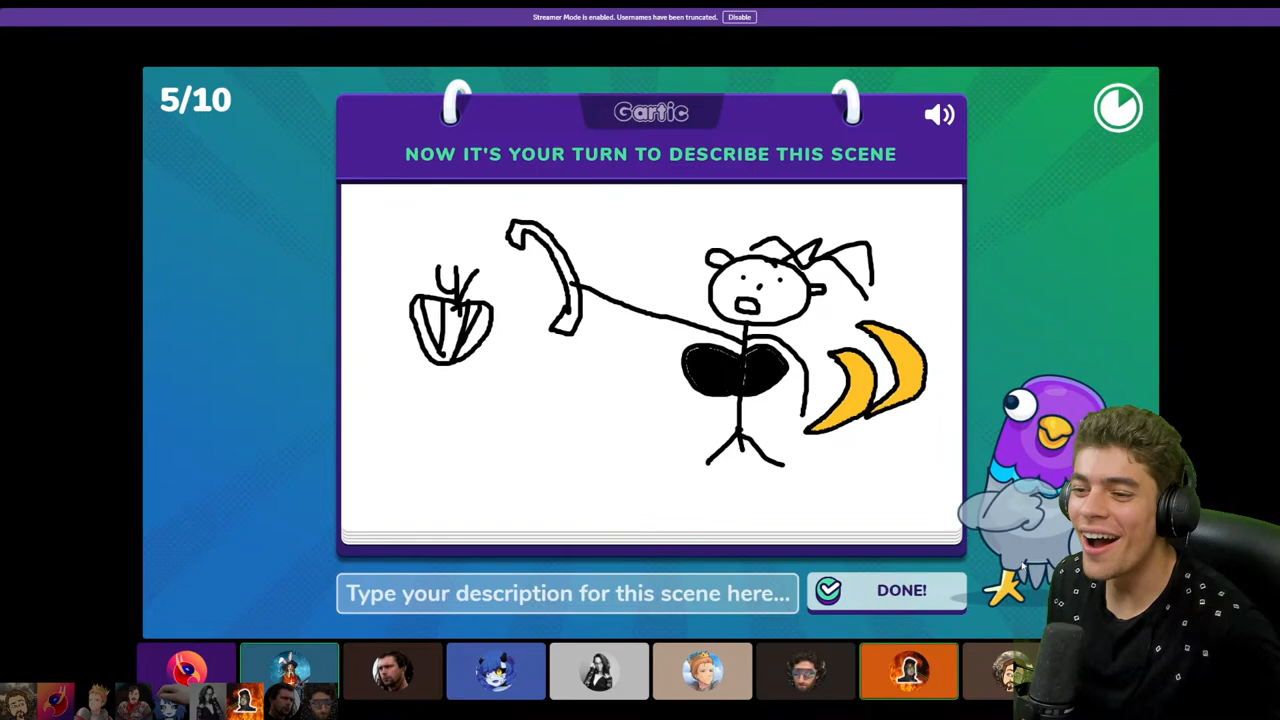 Streamer Mode is enabled. Usernames have been truncated. Disable
5/10
Gartic
NOW IT'S YOUR TURN TO DESCRIBE THIS SCENE
Type your description for this scene here...
DONE!